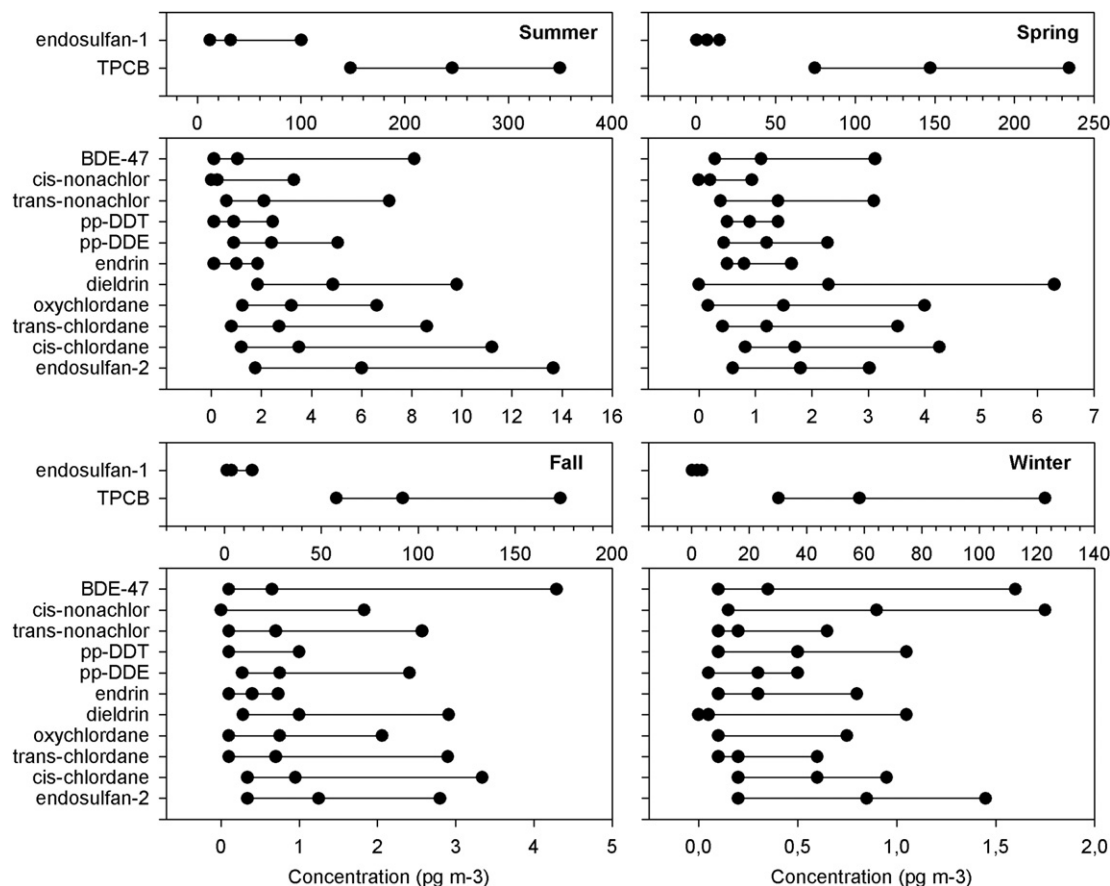 endosulfan-1
TPCB
Summer
Spring
0 100 200 300 400
0 50 100 150 200 250
BDE-47
cis-nonachlor
trans-nonachlor
pp-DDT
pp-DDE
endrin
dieldrin
oxychlordane
trans-chlordane
cis-chlordane
endosulfan-2
0 2 4 6 8 10 12 14 16
0 1 2 3 4 5 6 7
endosulfan-1
TPCB
Fall
Winter
0 50 100 150 200
0 20 40 60 80 100 120 140
BDE-47
cis-nonachlor
trans-nonachlor
pp-DDT
pp-DDE
endrin
dieldrin
oxychlordane
trans-chlordane
cis-chlordane
endosulfan-2
0 1 2 3 4 5
0,0 0,5 1,0 1,5 2,0
Concentration (pg m-3)
Concentration (pg m-3)